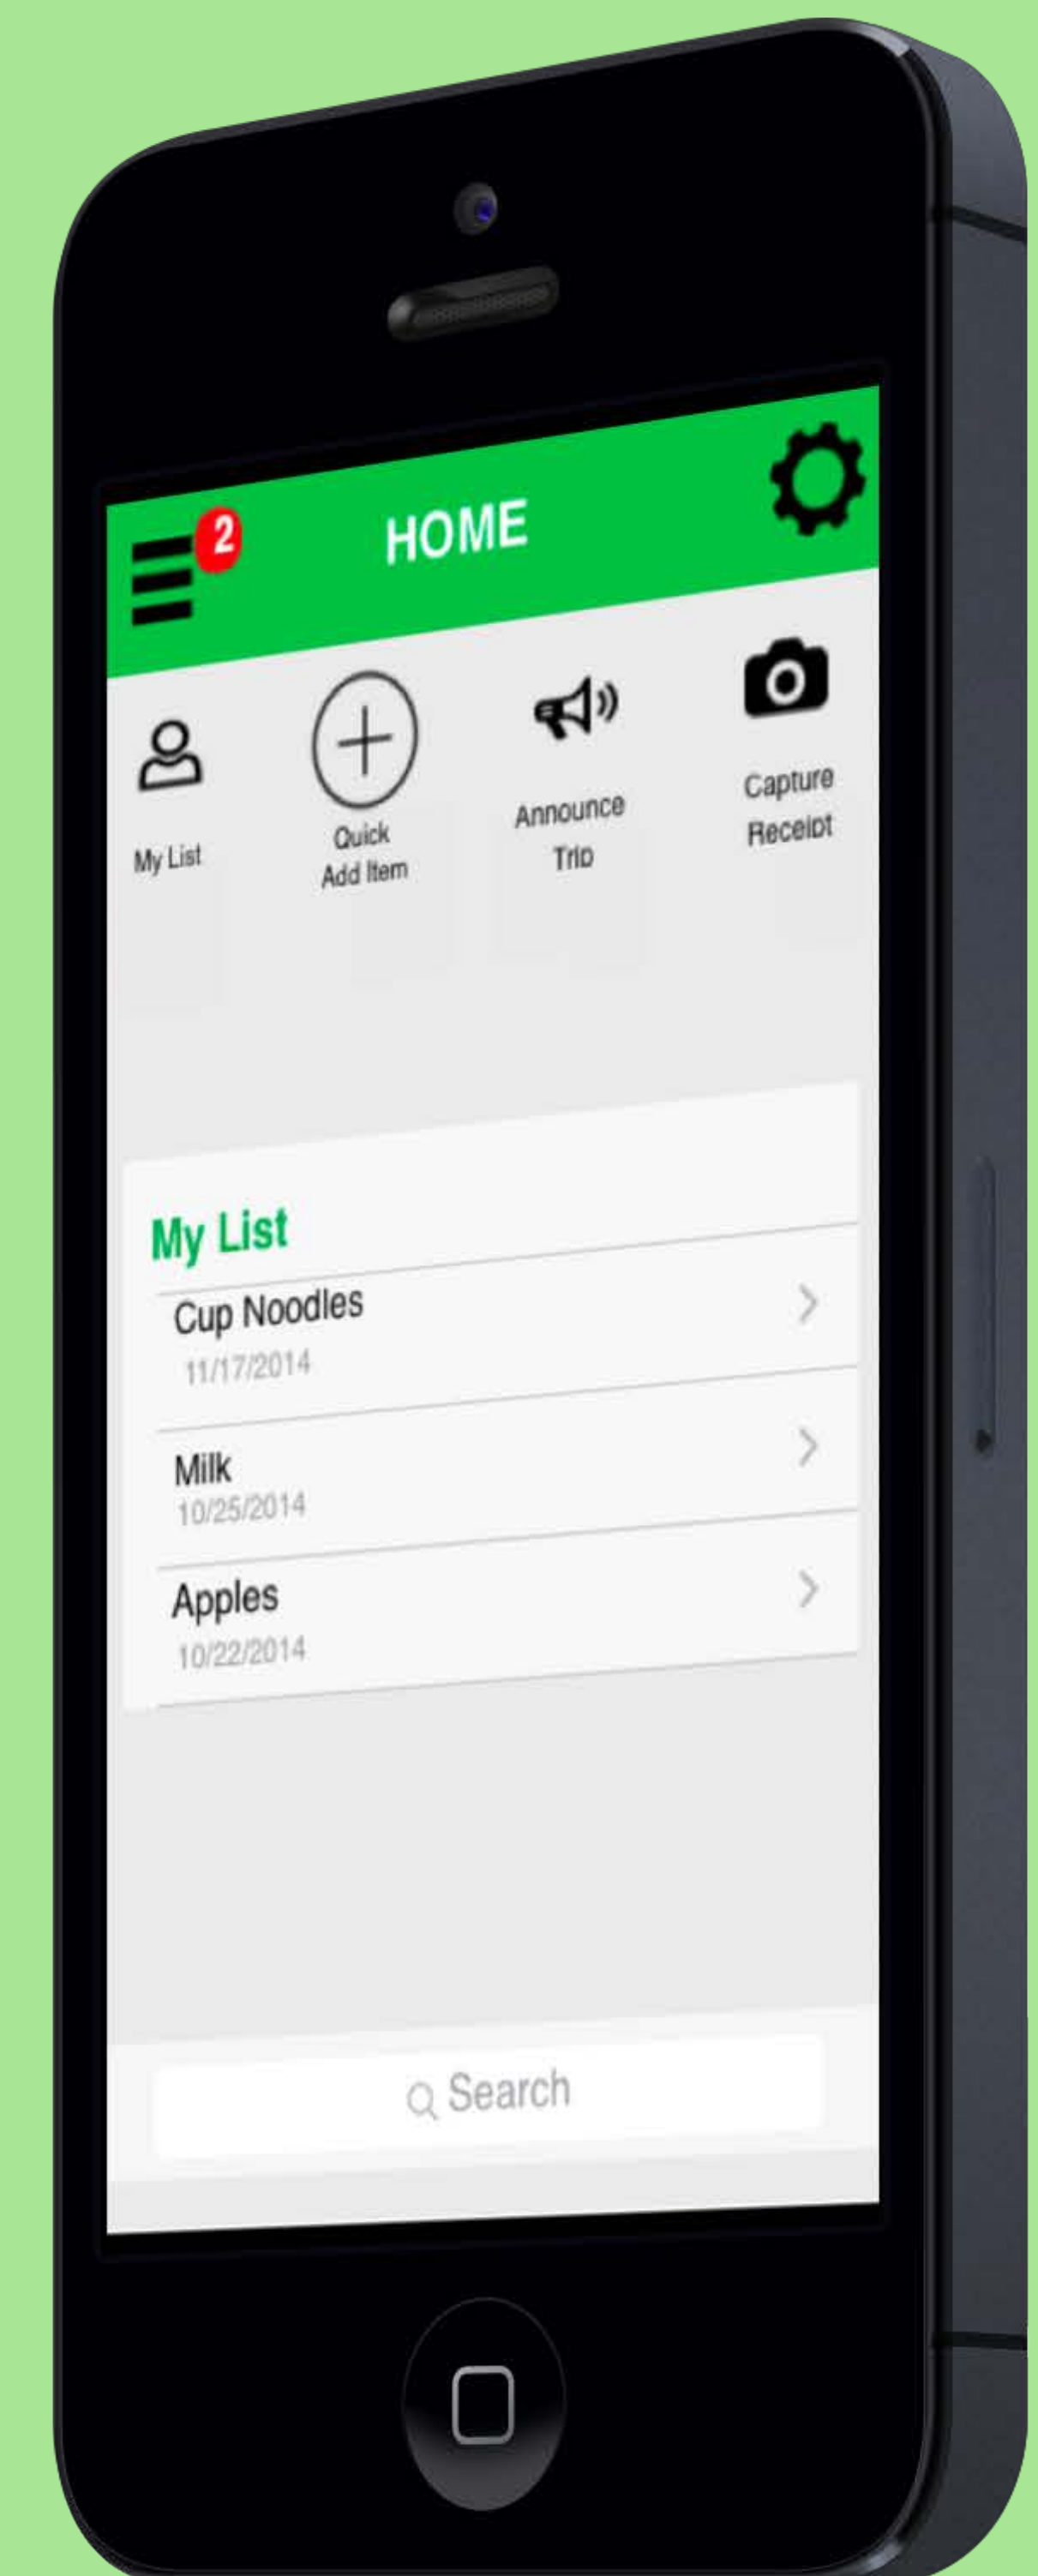 2
HOME
My List
Quick
Add Item
Announce
Trip
Capture
Receipt
My List
Cup Noodles
11/17/2014
Milk
10/25/2014
Apples
10/22/2014
Search